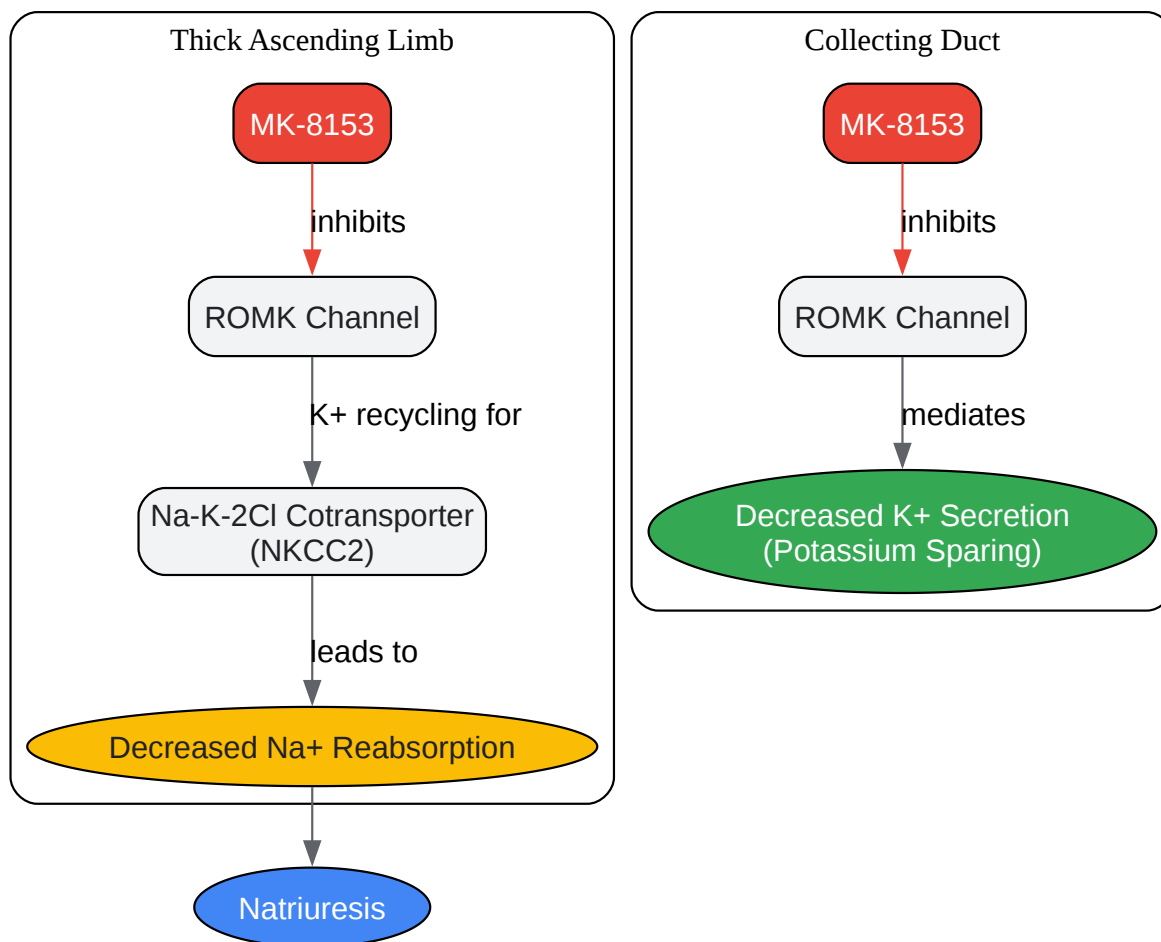 Thick Ascending Limb
MK-8153
inhibits
ROMK Channel
K+ recycling for
Na-K-2Cl Cotransporter
(NKCC2)
leads to
Decreased Na+ Reabsorption
Natriuresis
Collecting Duct
MK-8153
inhibits
ROMK Channel
mediates
Decreased K+ Secretion
(Potassium Sparing)